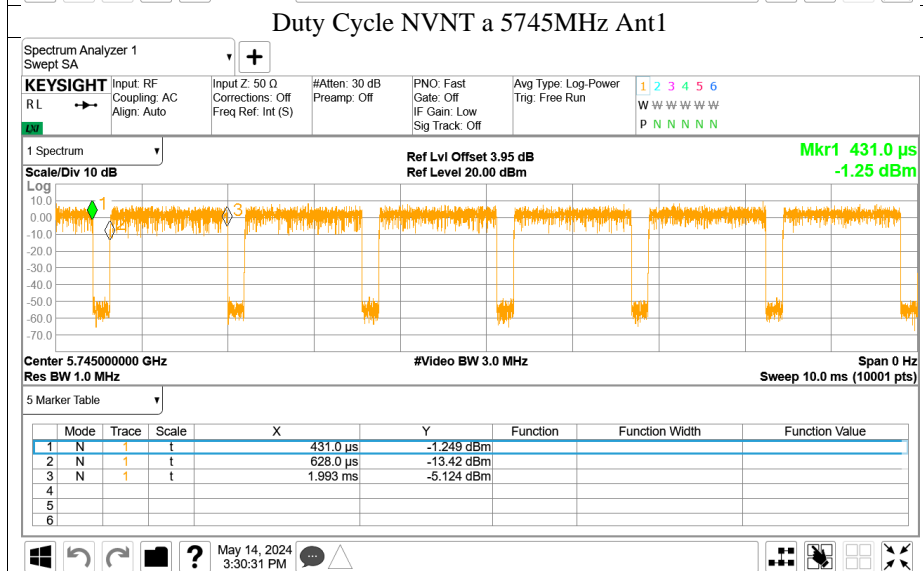 Duty Cycle NVNT a 5745MHz Ant1
Spectrum Analyzer 1
Swept SA
KEYSIGHT
R L
LXI
Input: RF
Coupling: AC
Align: Auto
Input Z: 50 Ω
Corrections: Off
Freq Ref: Int (S)
#Atten: 30 dB
Preamp: Off
PNO: Fast
Gate: Off
IF Gain: Low
Sig Track: Off
Avg Type: Log-Power
Trig: Free Run
1 2 3 4 5 6
W W W W W W
P N N N N N
1 Spectrum
Scale/Div 10 dB
Ref Lvl Offset 3.95 dB
Ref Level 20.00 dBm
Mkr1 431.0 µs
-1.25 dBm
Log
10.0
0.00
-10.0
-20.0
-30.0
-40.0
-50.0
-60.0
-70.0
1
2
3
Center 5.745000000 GHz
#Video BW 3.0 MHz
Span 0 Hz
Res BW 1.0 MHz
Sweep 10.0 ms (10001 pts)
5 Marker Table
Mode Trace Scale X Y Function Function Width Function Value
1 N 1 t 431.0 µs -1.249 dBm
2 N 1 t 628.0 µs -13.42 dBm
3 N 1 t 1.993 ms -5.124 dBm
4
5
6
?
May 14, 2024
3:30:31 PM